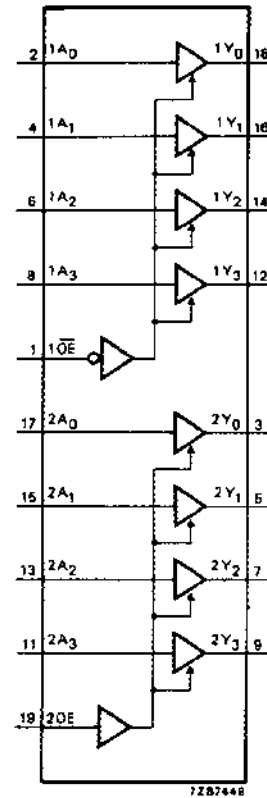 2 1A0 1Y0 18
4 1A1 1Y1 16
6 1A2 1Y2 14
8 1A3 1Y3 12
1 1O̅E̅
17 2A0 2Y0 3
15 2A1 2Y1 5
13 2A2 2Y2 7
11 2A3 2Y3 9
19 2OE
7Z87448